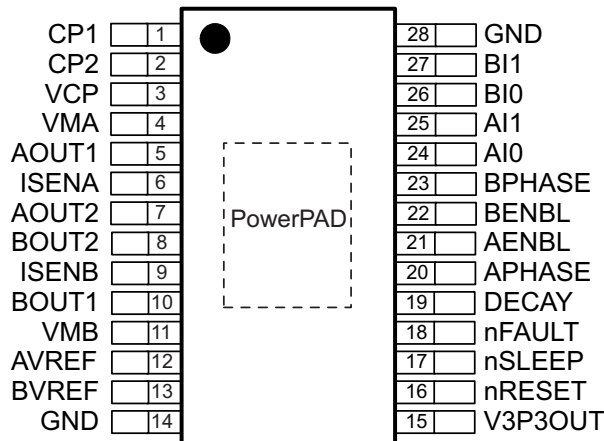 CP1 1 28 GND
CP2 2 27 BI1
VCP 3 26 BI0
VMA 4 25 AI1
AOUT1 5 24 AI0
ISENA 6 23 BPHASE
AOUT2 7 PowerPAD 22 BENBL
BOUT2 8 21 AENBL
ISENB 9 20 APHASE
BOUT1 10 19 DECAY
VMB 11 18 nFAULT
AVREF 12 17 nSLEEP
BVREF 13 16 nRESET
GND 14 15 V3P3OUT